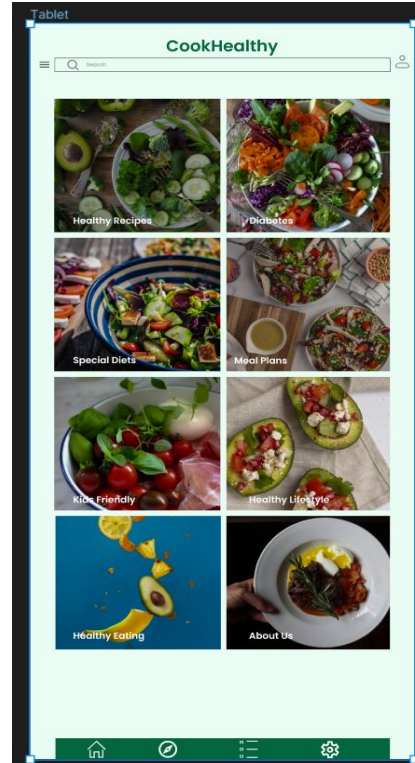 Tablet
CookHealthy
Search
Healthy Recipes
Diabetes
Special Diets
Meal Plans
Kids Friendly
Healthy Lifestyle
Healthy Eating
About Us